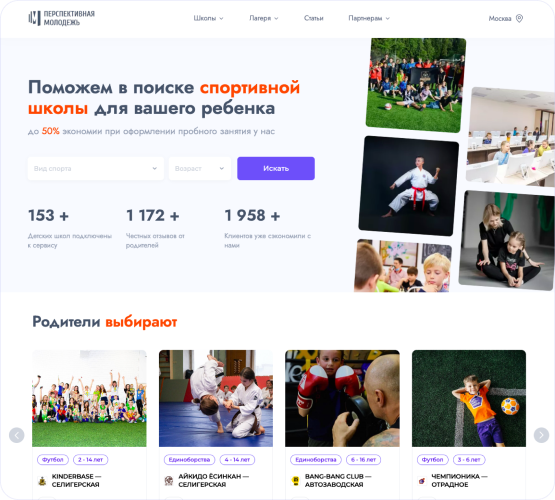 ПЕРСПЕКТИВНАЯ
МОЛОДЕЖЬ
Школы
Лагеря
Статьи
Партнерам
Москва
Поможем в поиске спортивной
школы для вашего ребенка
до 50% экономии при оформлении пробного занятия у нас
Вид спорта
Возраст
Искать
153 +
1 172 +
1 958 +
Детских школ подключены
к сервису
Честных отзывов от
родителей
Клиентов уже сэкономили с
нами
Родители выбирают
Футбол
2 - 14 лет
KINDERBASE —
СЕЛИГЕРСКАЯ
Единоборства
4 - 14 лет
АЙКИДО ЁСИНКАН —
СЕЛИГЕРСКАЯ
Единоборства
6 - 16 лет
BANG-BANG CLUB —
АВТОЗАВОДСКАЯ
Футбол
3 - 6 лет
ЧЕМПИОНИКА —
ОТРАДНОЕ